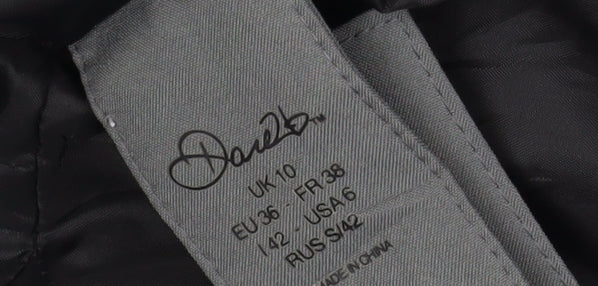 Dare2b™
UK 10
EU 36 - FR 38
I 42 - USA 6
RUS S/42
MADE IN CHINA